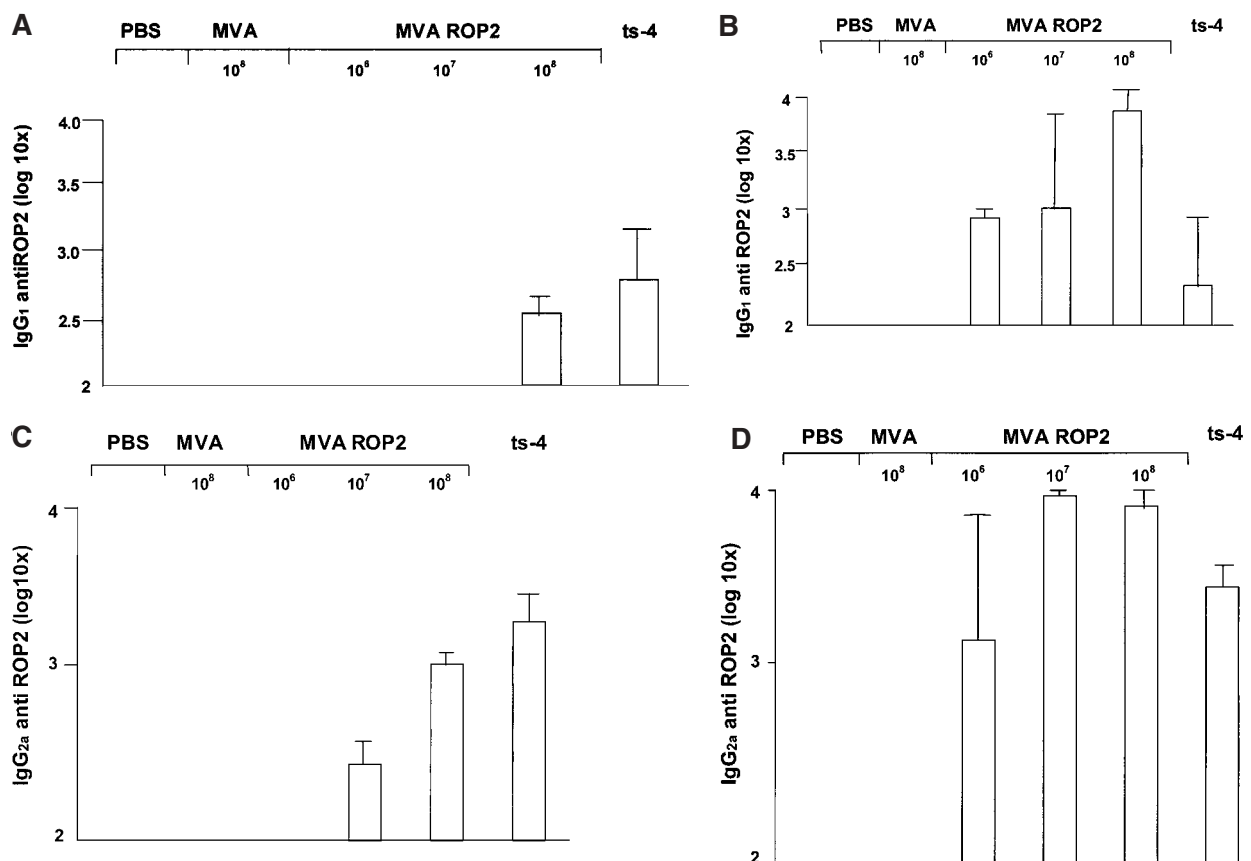 A
PBS MVA MVA ROP2 ts-4
10⁸ 10⁶ 10⁷ 10⁸
IgG₁ antiROP2 (log 10x)
4.0
3.5
3.0
2.5
2
B
PBS MVA MVA ROP2 ts-4
10⁸ 10⁶ 10⁷ 10⁸
IgG₁ anti ROP2 (log 10x)
4
3.5
3
2.5
2
C
PBS MVA MVA ROP2 ts-4
10⁸ 10⁶ 10⁷ 10⁸
IgG₂ₐ anti ROP2 (log10x)
4
3
2
D
PBS MVA MVA ROP2 ts-4
10⁸ 10⁶ 10⁷ 10⁸
IgG₂ₐ anti ROP2 (log 10x)
4
3
2